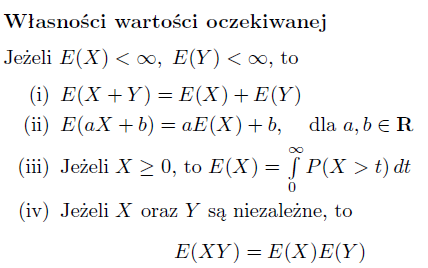 Własności wartości oczekiwanej
Jeżeli E(X) < ∞, E(Y) < ∞, to
(i) E(X + Y) = E(X) + E(Y)
(ii) E(aX + b) = aE(X) + b, dla a, b ∈ R
(iii) Jeżeli X ≥ 0, to E(X) = ∫₀^∞ P(X > t) dt
(iv) Jeżeli X oraz Y są niezależne, to
E(XY) = E(X)E(Y)